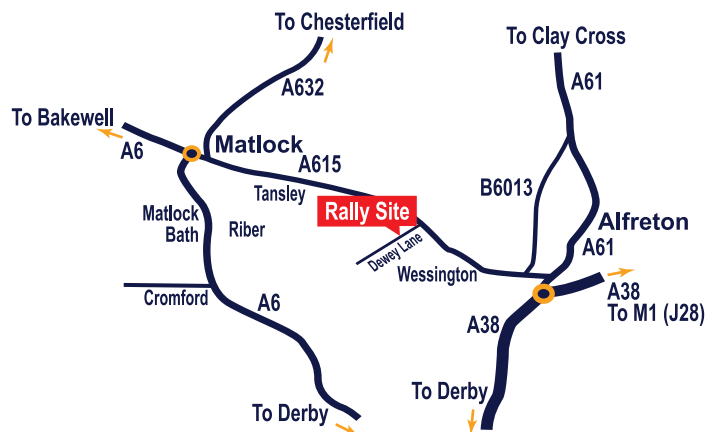 To Chesterfield
To Clay Cross
A632
A61
To Bakewell
A6
Matlock
A615
Tansley
B6013
Matlock
Bath
Riber
Rally Site
Dewey Lane
Alfreton
A61
Wessington
Cromford
A6
A38
A38
To M1 (J28)
To Derby
To Derby